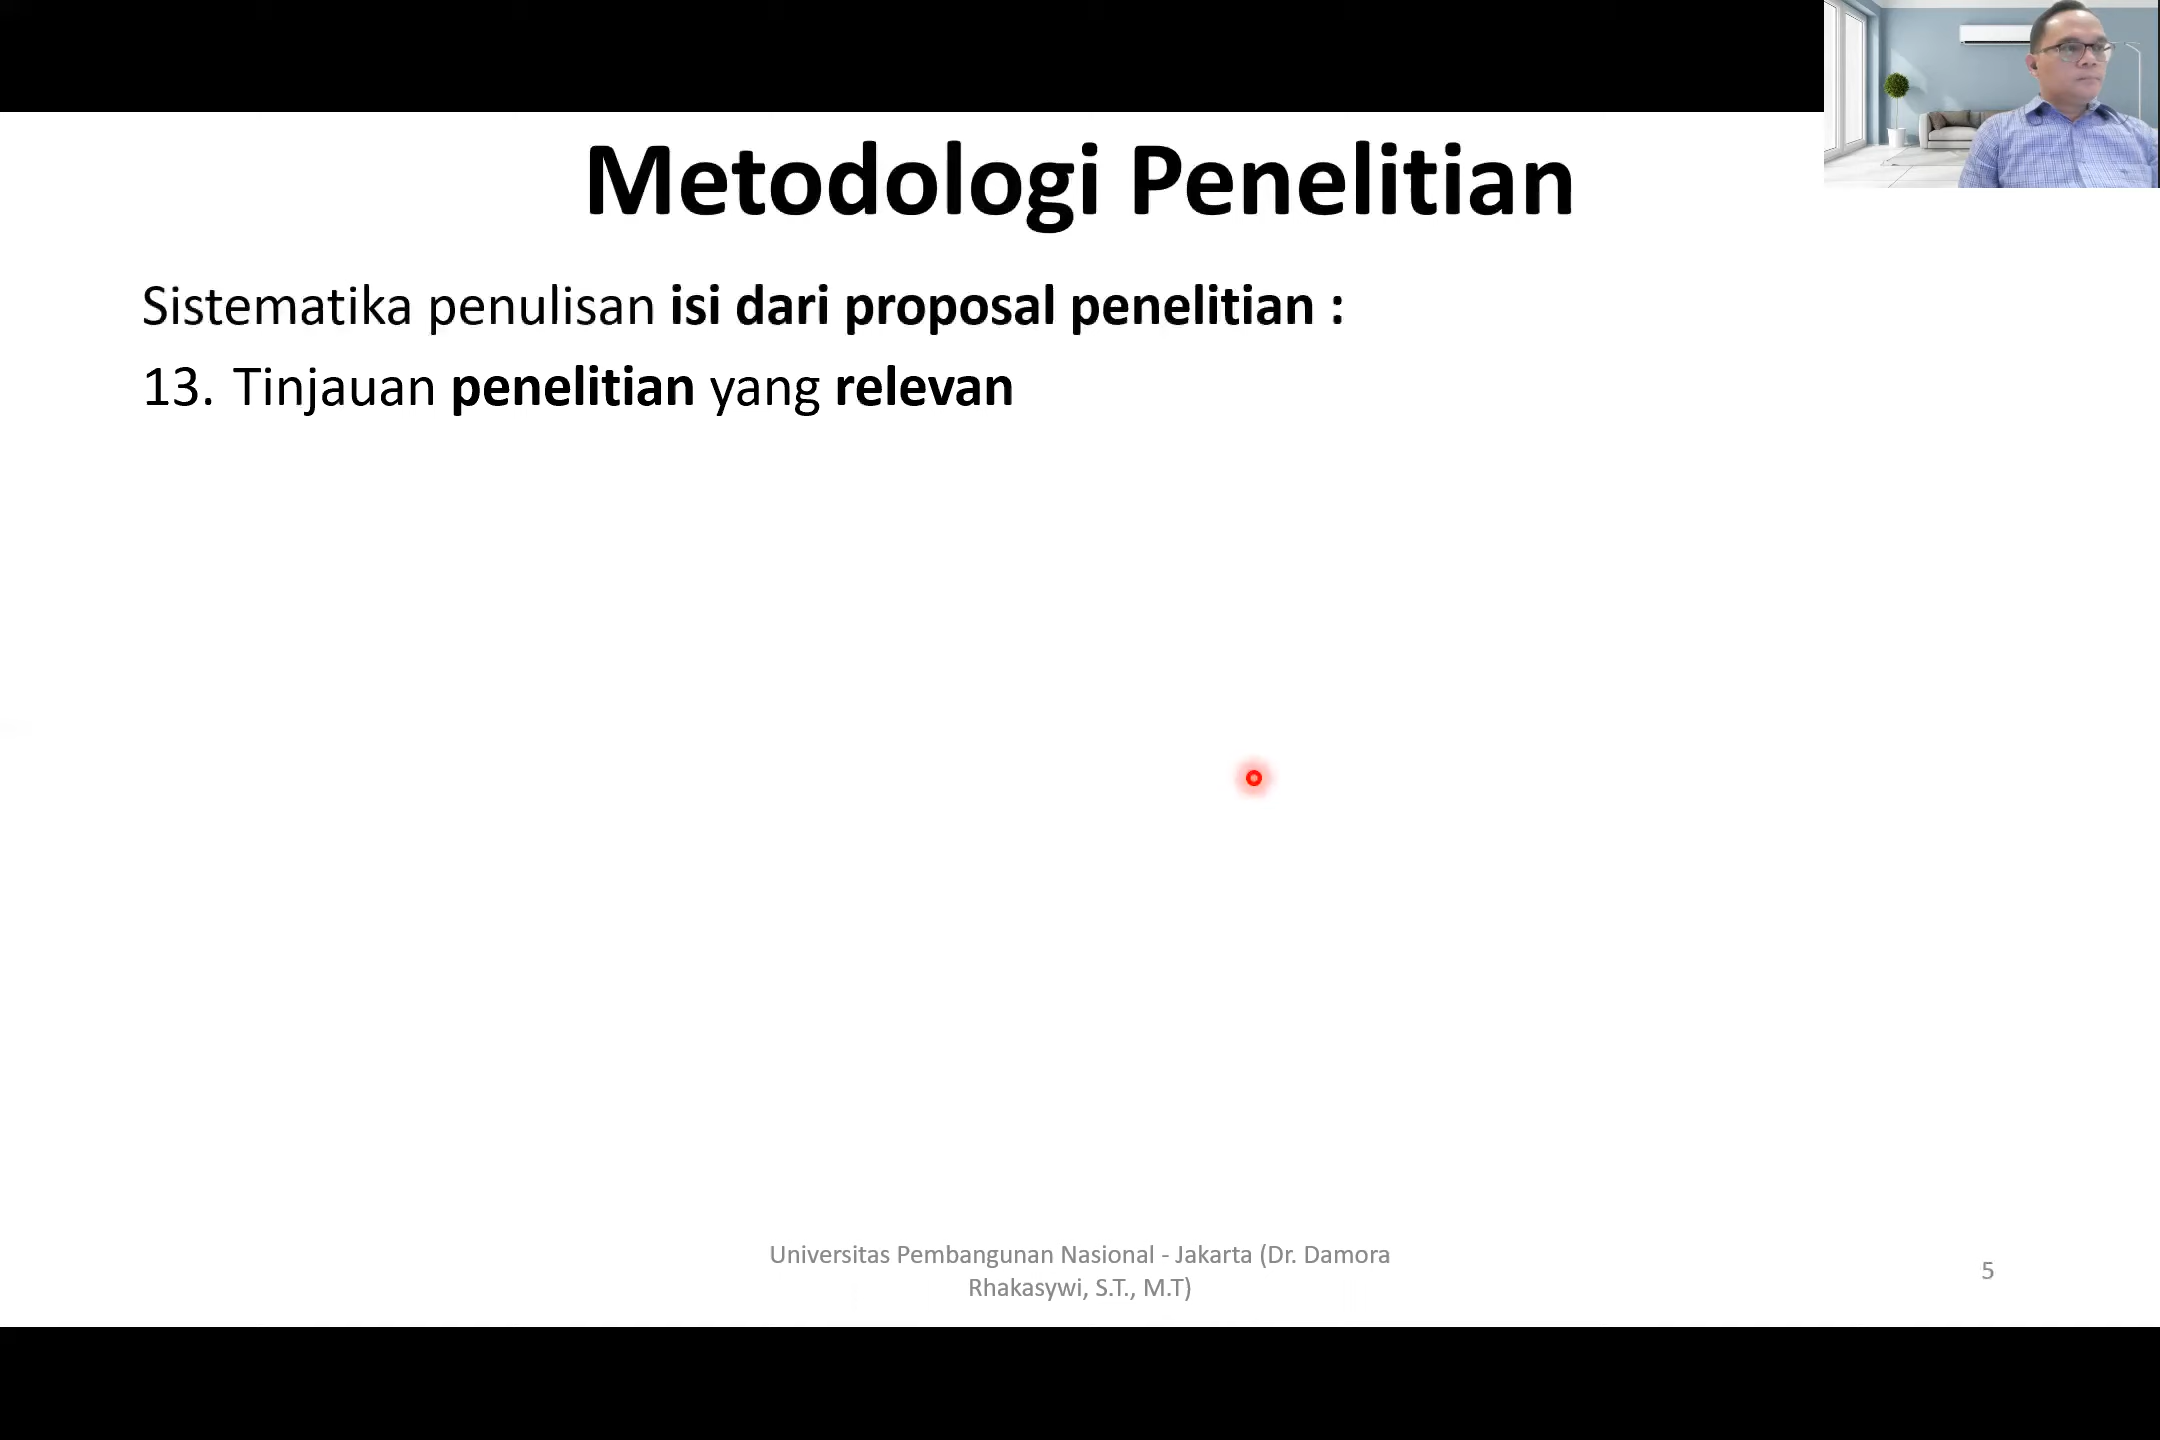 Metodologi Penelitian
Sistematika penulisan isi dari proposal penelitian :
13. Tinjauan penelitian yang relevan
Universitas Pembangunan Nasional - Jakarta (Dr. Damora
Rhakasywi, S.T., M.T)
5